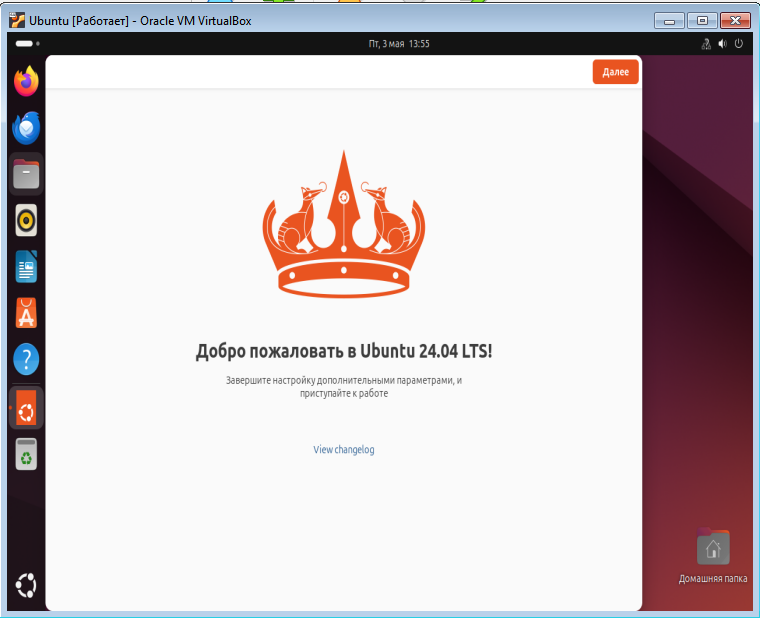 Ubuntu [Работает] - Oracle VM VirtualBox
Пт, 3 мая 13:55
Далее
Добро пожаловать в Ubuntu 24.04 LTS!
Завершите настройку дополнительными параметрами, и
приступайте к работе
View changelog
Домашняя папка